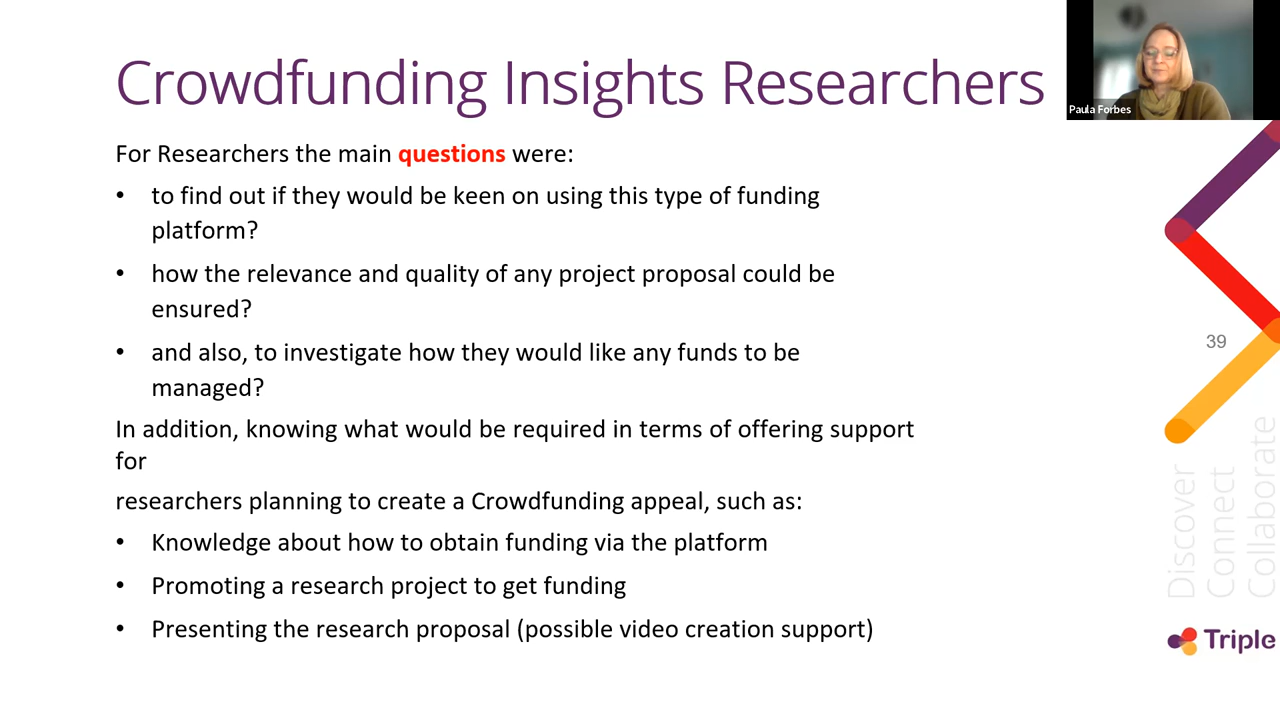 Crowdfunding Insights Researchers
Paula Forbes
For Researchers the main questions were:
• to find out if they would be keen on using this type of funding
platform?
• how the relevance and quality of any project proposal could be
ensured?
• and also, to investigate how they would like any funds to be
managed?
In addition, knowing what would be required in terms of offering support
for
researchers planning to create a Crowdfunding appeal, such as:
• Knowledge about how to obtain funding via the platform
• Promoting a research project to get funding
• Presenting the research proposal (possible video creation support)
39
Discover
Connect
Collaborate
Triple